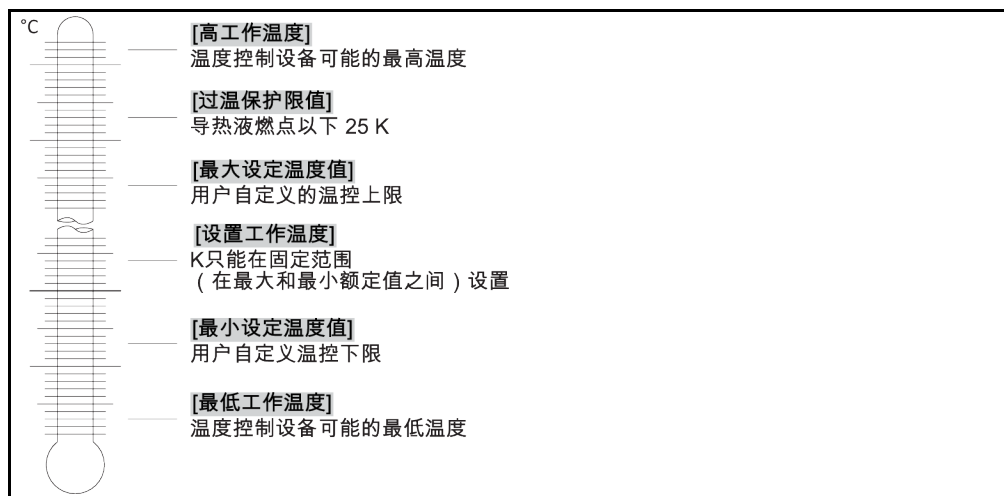 °C
[高工作温度]
温度控制设备可能的最高温度
[过温保护限值]
导热液燃点以下 25 K
[最大设定温度值]
用户自定义的温控上限
[设置工作温度]
K只能在固定范围
（在最大和最小额定值之间）设置
[最小设定温度值]
用户自定义温控下限
[最低工作温度]
温度控制设备可能的最低温度